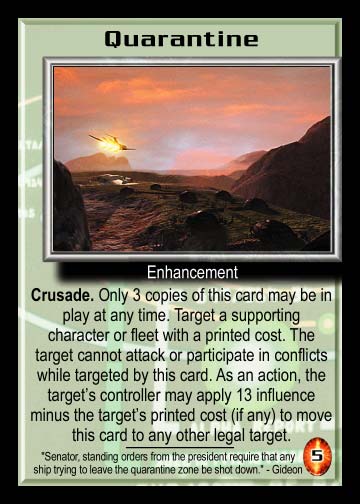 Quarantine
Enhancement
Crusade. Only 3 copies of this card may be in
play at any time. Target a supporting
character or fleet with a printed cost. The
target cannot attack or participate in conflicts
while targeted by this card. As an action, the
target's controller may apply 13 influence
minus the target's printed cost (if any) to move
this card to any other legal target.
"Senator, standing orders from the president require that any
ship trying to leave the quarantine zone be shot down." - Gideon
5